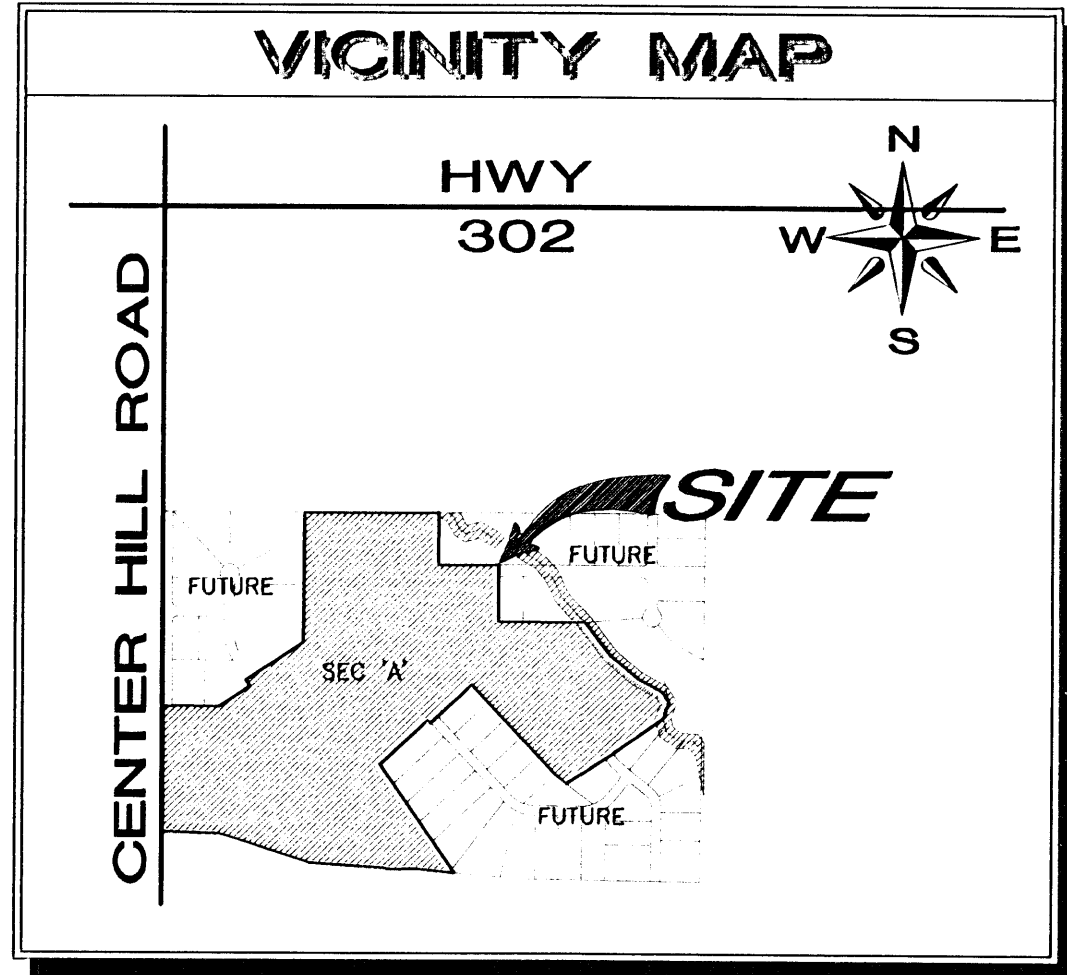 VICINITY MAP
HWY
302
N
W
E
S
CENTER HILL ROAD
SITE
FUTURE
FUTURE
SEC 'A'
FUTURE